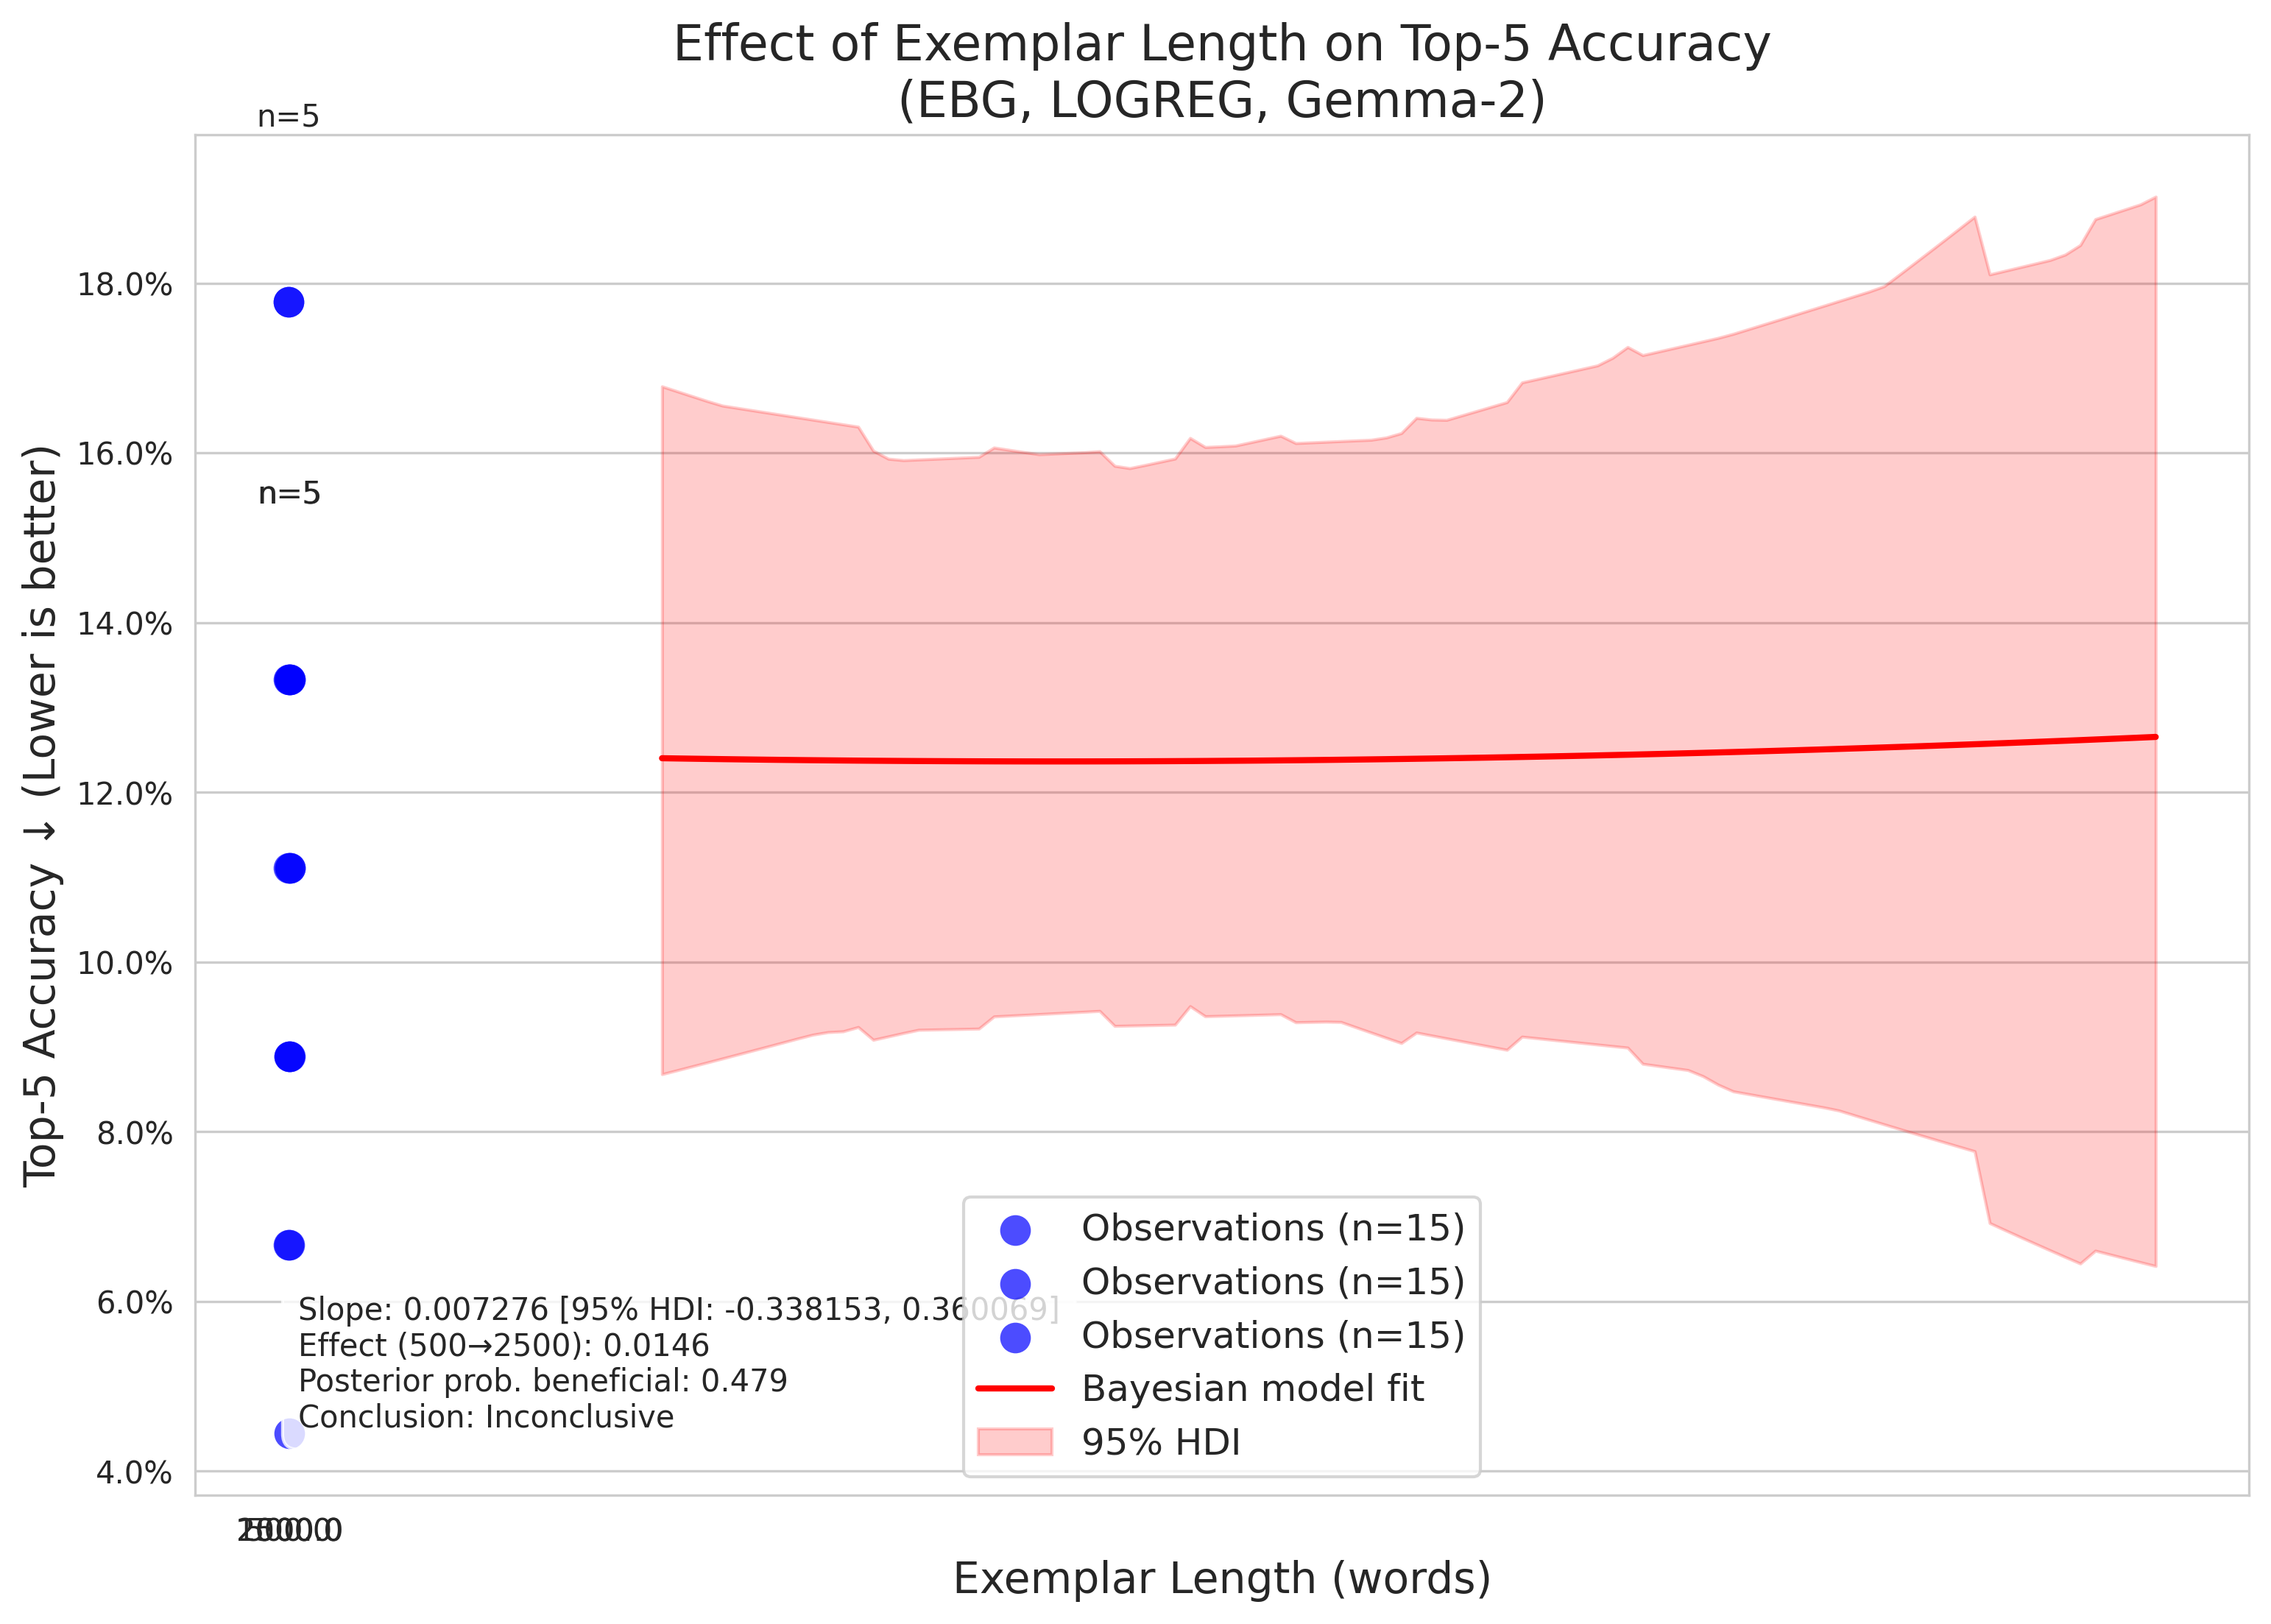 Effect of Exemplar Length on Top-5 Accuracy
(EBG, LOGREG, Gemma-2)
n=5
n=5
18.0%
16.0%
14.0%
12.0%
10.0%
8.0%
6.0%
4.0%
Top-5 Accuracy ↓ (Lower is better)
Slope: 0.007276 [95% HDI: -0.338153, 0.360069]
Effect (500→2500): 0.0146
Posterior prob. beneficial: 0.479
Conclusion: Inconclusive
Observations (n=15)
Observations (n=15)
Observations (n=15)
Bayesian model fit
95% HDI
Exemplar Length (words)